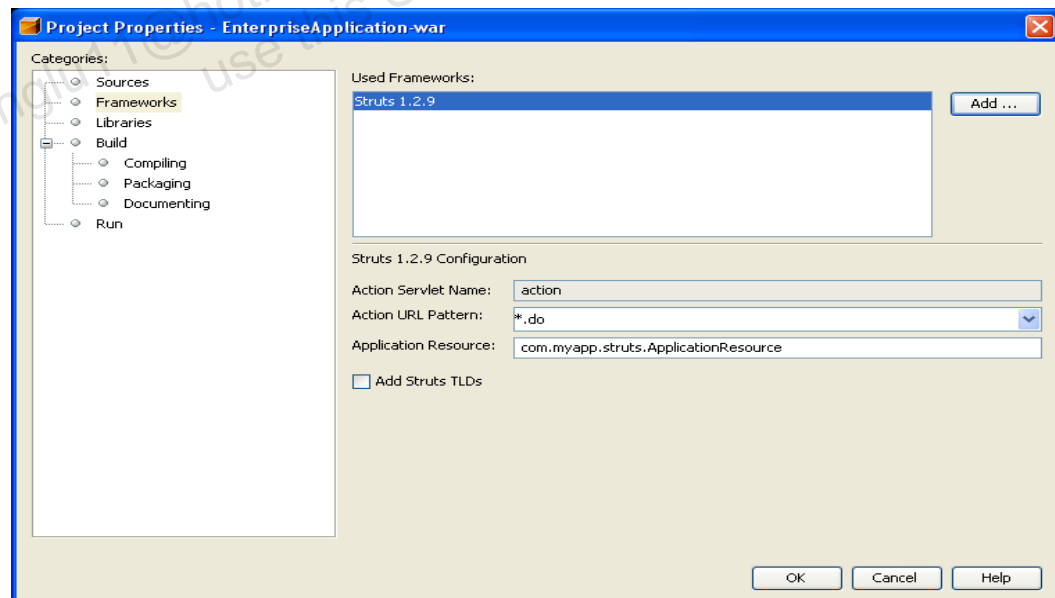 Project Properties - EnterpriseApplication-war
Categories:
Sources
Frameworks
Libraries
Build
Compiling
Packaging
Documenting
Run
Used Frameworks:
Struts 1.2.9
Add ...
Struts 1.2.9 Configuration
Action Servlet Name: action
Action URL Pattern: *.do
Application Resource: com.myapp.struts.ApplicationResource
Add Struts TLDs
OK Cancel Help
use this